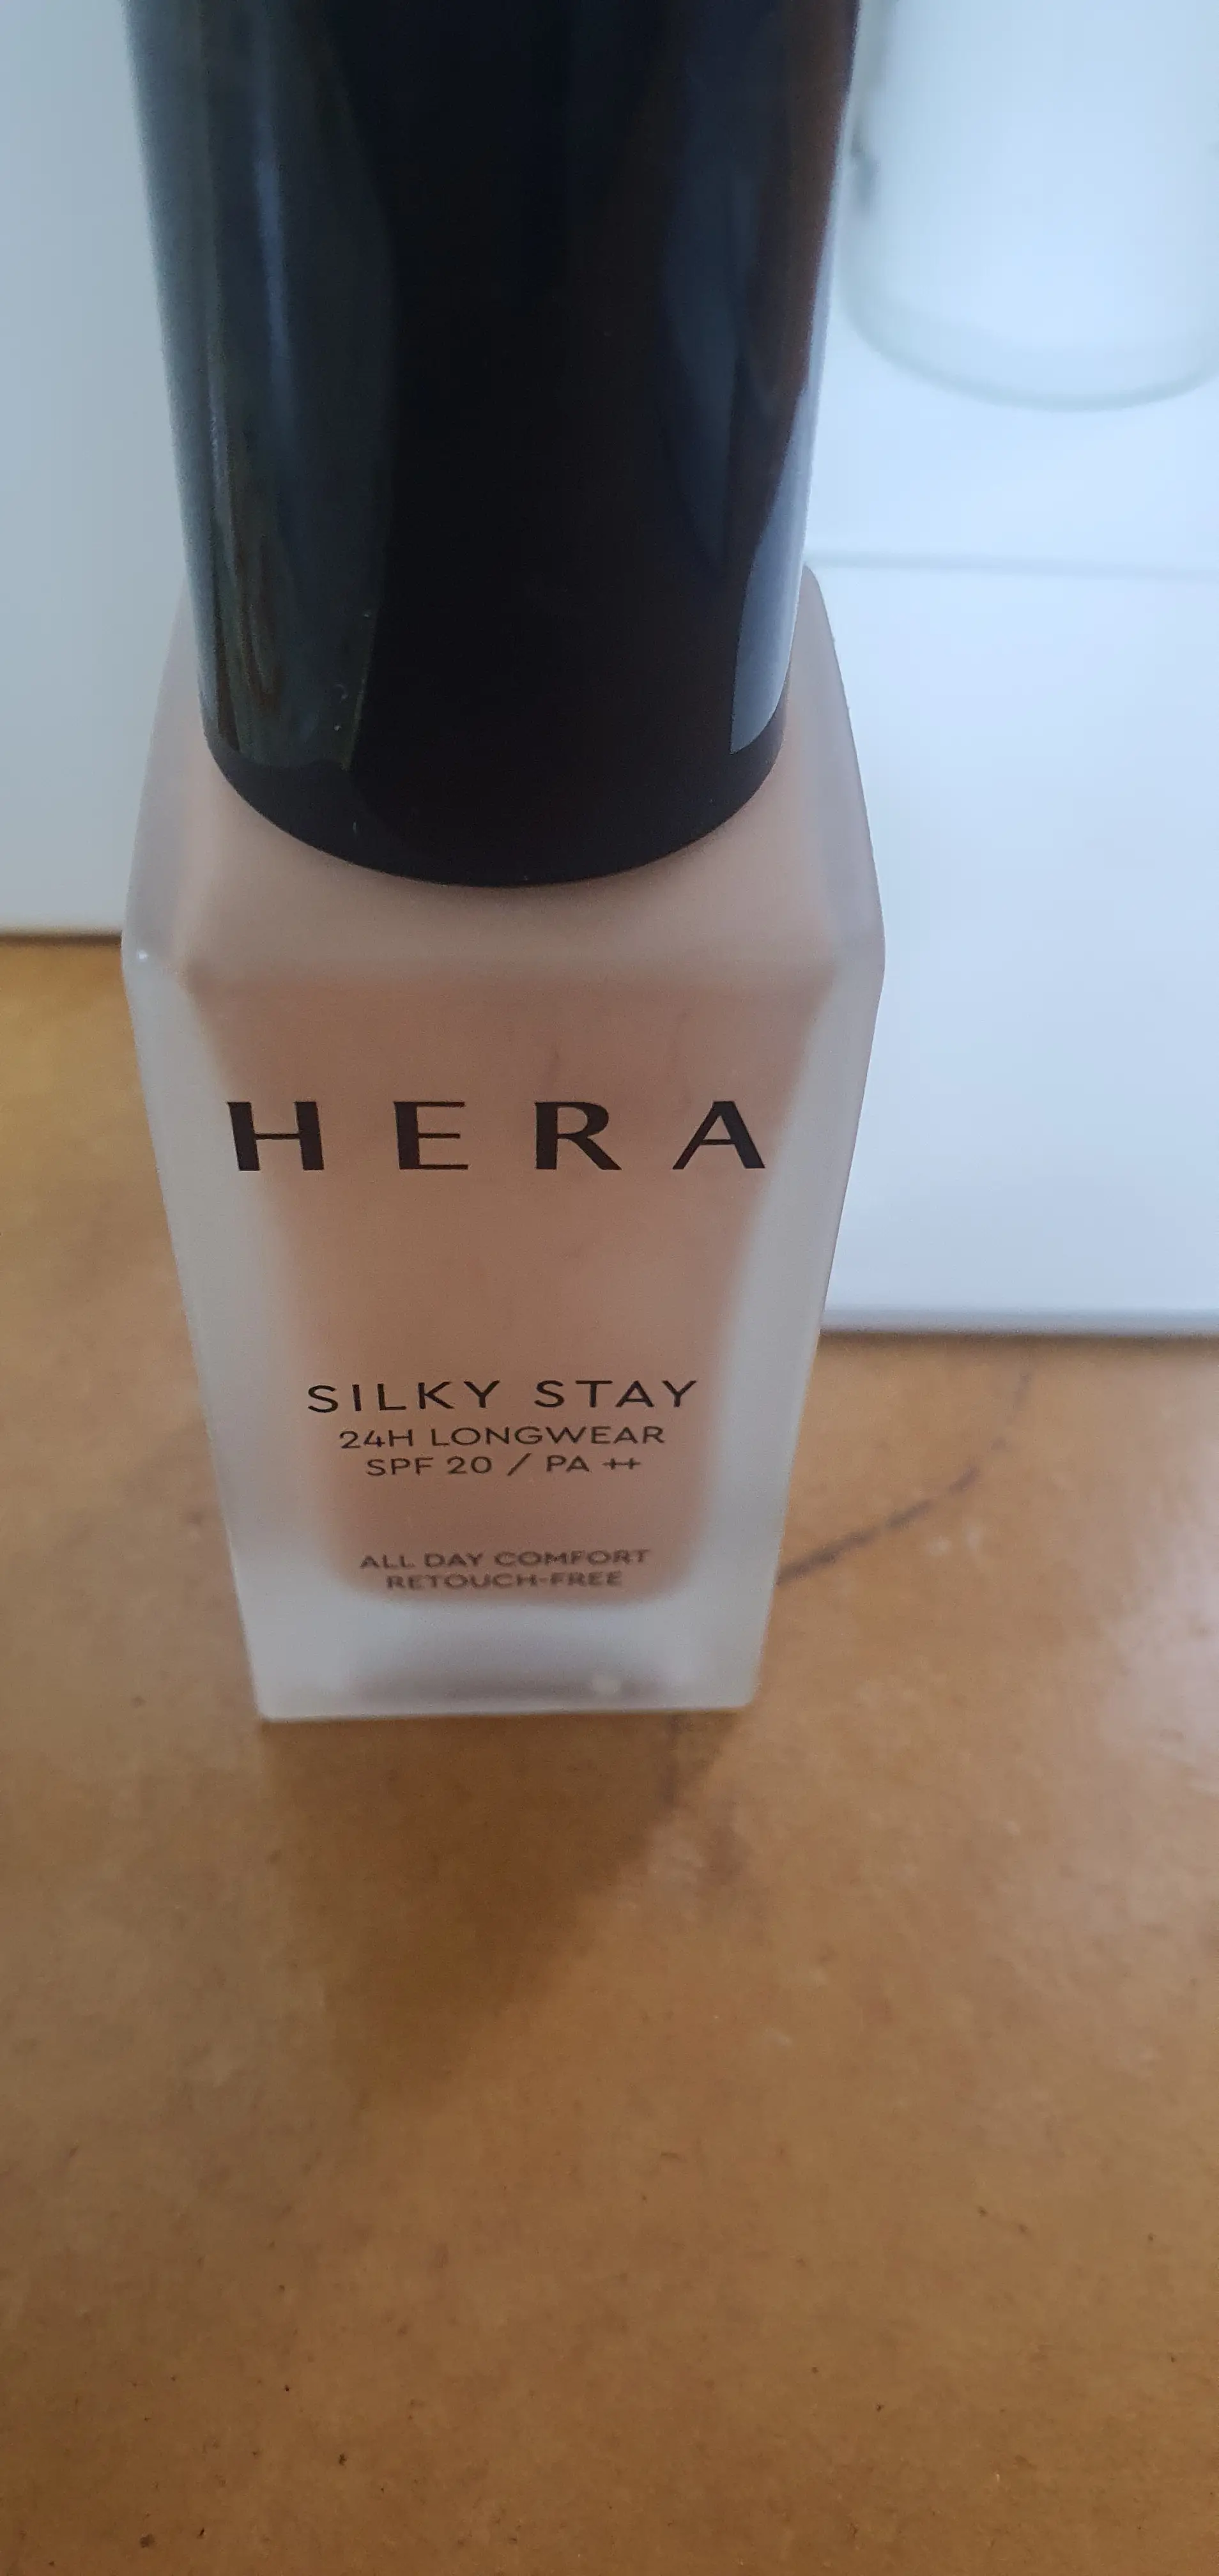 HERA
SILKY STAY
24H LONGWEAR
SPF 20 / PA ++
ALL DAY COMFORT
RETOUCH-FREE